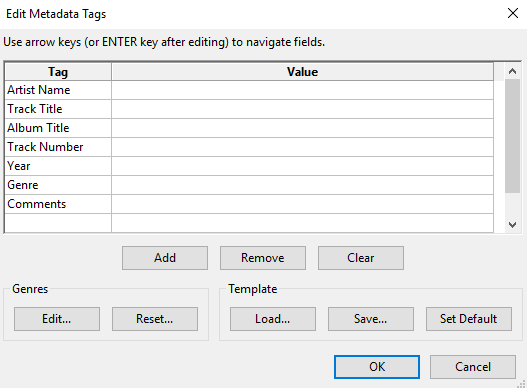 Edit Metadata Tags
Use arrow keys (or ENTER key after editing) to navigate fields.
Tag Value
Artist Name
Track Title
Album Title
Track Number
Year
Genre
Comments
Add Remove Clear
Genres Template
Edit... Reset... Load... Save... Set Default
OK Cancel